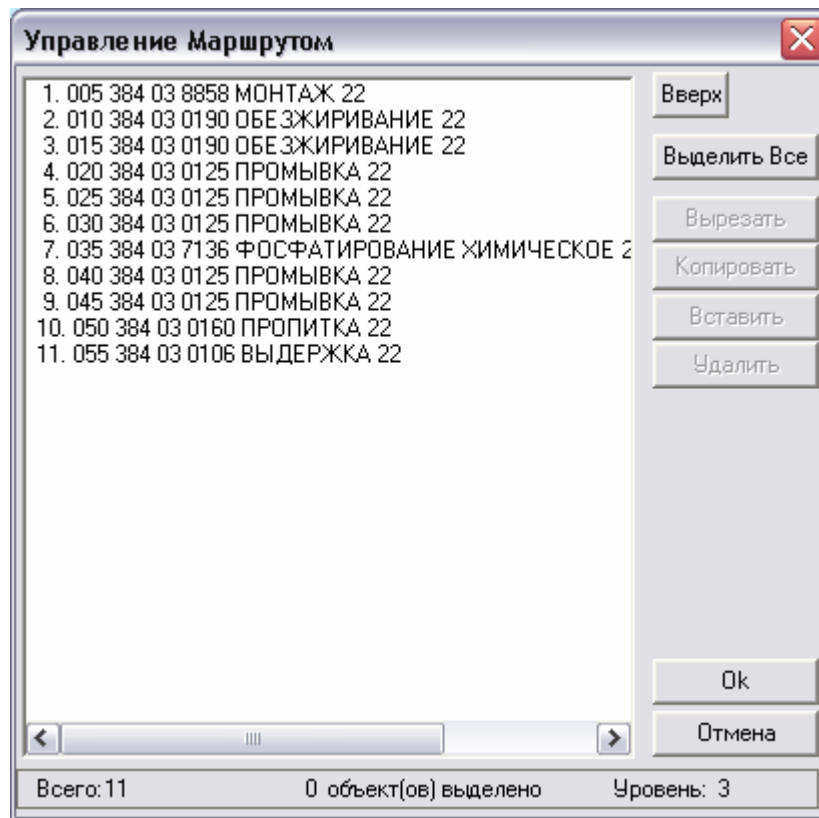 Управление Маршрутом
1. 005 384 03 8858 МОНТАЖ 22
2. 010 384 03 0190 ОБЕЗЖИРИВАНИЕ 22
3. 015 384 03 0190 ОБЕЗЖИРИВАНИЕ 22
4. 020 384 03 0125 ПРОМЫВКА 22
5. 025 384 03 0125 ПРОМЫВКА 22
6. 030 384 03 0125 ПРОМЫВКА 22
7. 035 384 03 7136 ФОСФАТИРОВАНИЕ ХИМИЧЕСКОЕ 2
8. 040 384 03 0125 ПРОМЫВКА 22
9. 045 384 03 0125 ПРОМЫВКА 22
10. 050 384 03 0160 ПРОПИТКА 22
11. 055 384 03 0106 ВЫДЕРЖКА 22
Вверх
Выделить Все
Вырезать
Копировать
Вставить
Удалить
Ok
Отмена
Всего: 11 0 объект(ов) выделено Уровень: 3